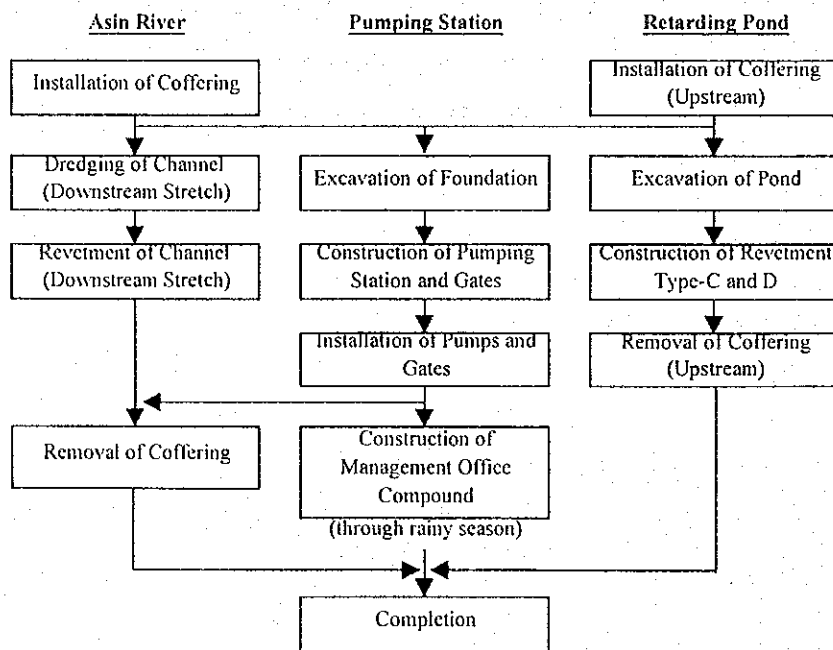 Asin River
Pumping Station
Retarding Pond
Installation of Coffering
Installation of Coffering
(Upstream)
Dredging of Channel
(Downstream Stretch)
Excavation of Foundation
Excavation of Pond
Revetment of Channel
(Downstream Stretch)
Construction of Pumping
Station and Gates
Construction of Revetment
Type-C and D
Installation of Pumps and
Gates
Removal of Coffering
(Upstream)
Removal of Coffering
Construction of
Management Office
Compound
(through rainy season)
Completion